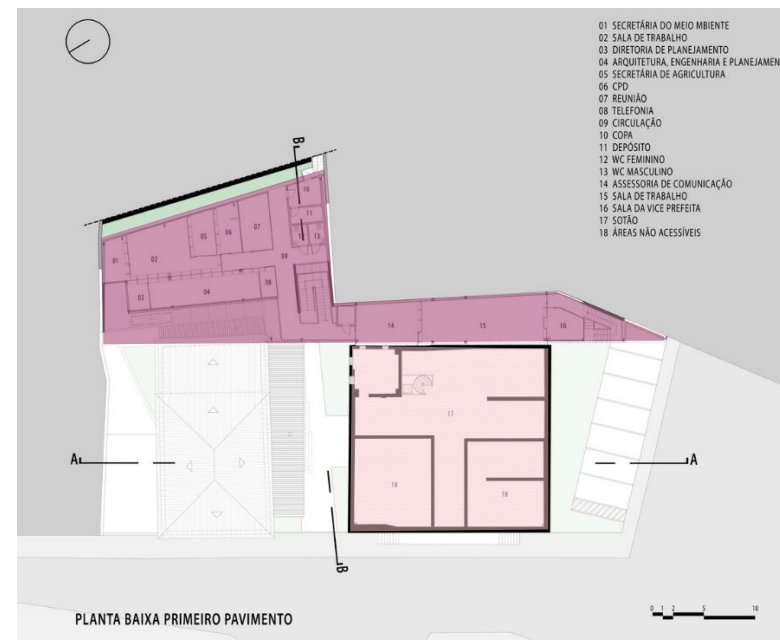 01 SECRETÁRIA DO MEIO MBIENTE
02 SALA DE TRABALHO
03 DIRETORIA DE PLANEJAMENTO
04 ARQUITETURA, ENGENHARIA E PLANEJAMEN
05 SECRETÁRIA DE AGRICULTURA
06 CPD
07 REUNIÃO
08 TELEFONIA
09 CIRCULAÇÃO
10 COPA
11 DEPÓSITO
12 WC FEMININO
13 WC MASCULINO
14 ASSESSORIA DE COMUNICAÇÃO
15 SALA DE TRABALHO
16 SALA DA VICE PREFEITA
17 SOTÃO
18 ÁREAS NÃO ACESSÍVEIS
B
10
11
07
06
05
12 13
02
01
09
08
04
03
14 15 16
17
A A
18 18
B
PLANTA BAIXA PRIMEIRO PAVIMENTO
0 1 2 5 10